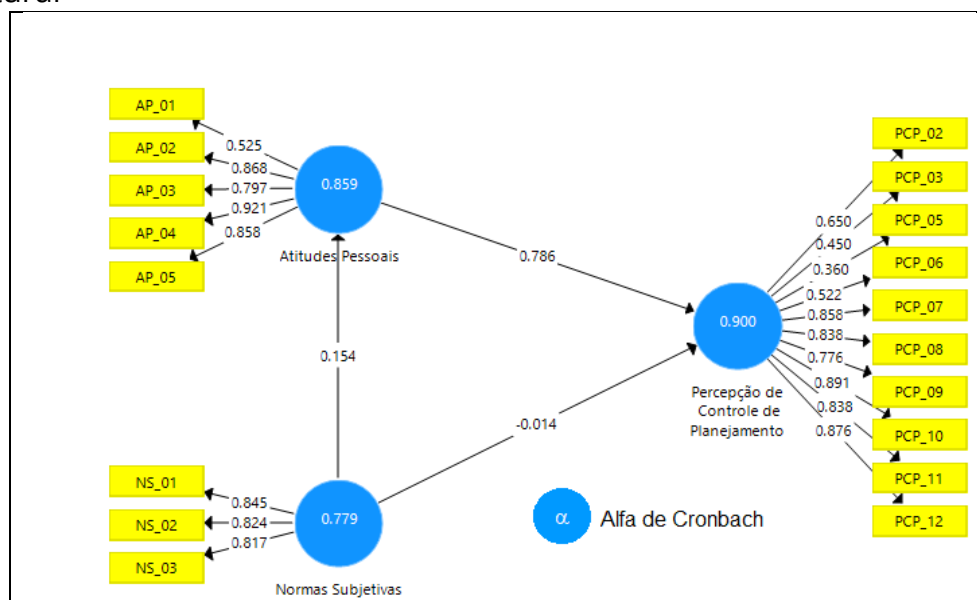 AP_01
AP_02
AP_03
AP_04
AP_05
0.525
0.868
0.797
0.921
0.858
0.859
Atitudes Pessoais
0.786
0.154
-0.014
NS_01
NS_02
NS_03
0.845
0.824
0.817
0.779
Normas Subjetivas
0.900
Percepção de
Controle de
Planejamento
0.650
0.450
0.360
0.522
0.858
0.838
0.776
0.891
0.838
0.876
PCP_02
PCP_03
PCP_05
PCP_06
PCP_07
PCP_08
PCP_09
PCP_10
PCP_11
PCP_12
α Alfa de Cronbach